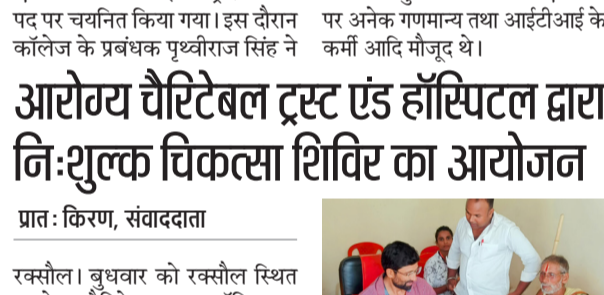 पद पर चयनित किया गया। इस दौरान
कॉलेज के प्रबंधक पृथ्वीराज सिंह ने
पर अनेक गणमान्य तथा आईटीआई के
कर्मी आदि मौजूद थे।
आरोग्य चैरिटेबल ट्रस्ट एंड हॉस्पिटल द्वारा
निःशुल्क चिकत्सा शिविर का आयोजन
प्रात: किरण, संवाददाता
रक्सौल। बुधवार को रक्सौल स्थित